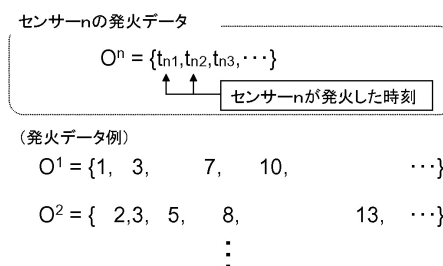 センサーnの発火データ
Oⁿ = {tn1,tn2,tn3,･･･}
センサーnが発火した時刻
(発火データ例)
O¹ = {1, 3, 7, 10, ･･･}
O² = { 2,3, 5, 8, 13, ･･･}
⋮